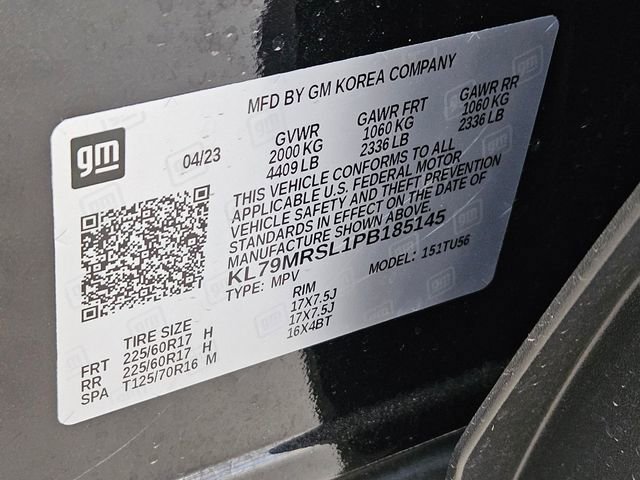 MFD BY GM KOREA COMPANY
gm
04/23
GVWR GAWR FRT GAWR RR
2000 KG 1060 KG 1060 KG
4409 LB 2336 LB 2336 LB
THIS VEHICLE CONFORMS TO ALL
APPLICABLE U.S. FEDERAL MOTOR
VEHICLE SAFETY AND THEFT PREVENTION
STANDARDS IN EFFECT ON THE DATE OF
MANUFACTURE SHOWN ABOVE.
KL79MRSL1PB185145
TYPE: MPV MODEL: 151TU56
TIRE SIZE RIM
FRT 225/60R17 H 17X7.5J
RR 225/60R17 H 17X7.5J
SPA T125/70R16 M 16X4BT